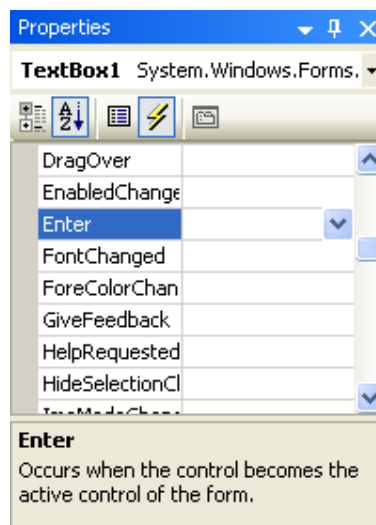 Properties
TextBox1 System.Windows.Forms.
DragOver
EnabledChange
Enter
FontChanged
ForeColorChan
GiveFeedback
HelpRequested
HideSelectionCl
Enter
Occurs when the control becomes the
active control of the form.